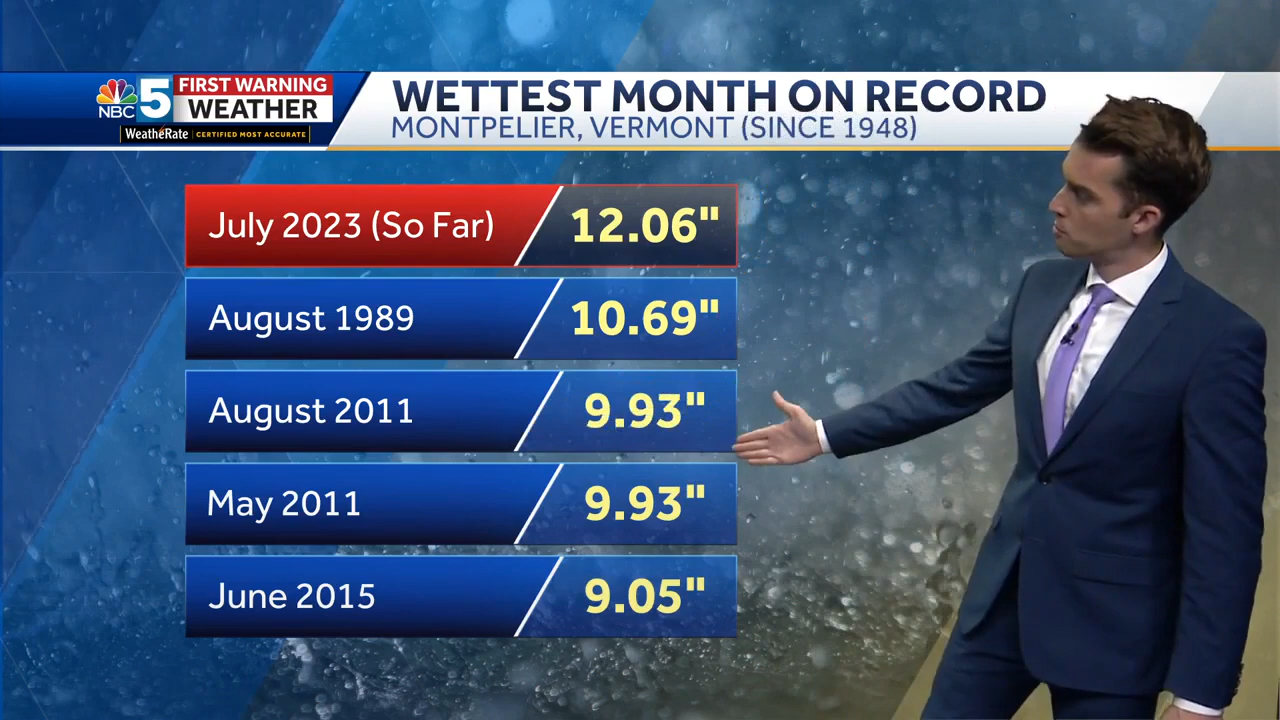 NBC 5 FIRST WARNING
WEATHER
WeatheRate | CERTIFIED MOST ACCURATE
WETTEST MONTH ON RECORD
MONTPELIER, VERMONT (SINCE 1948)
July 2023 (So Far) 12.06"
August 1989 10.69"
August 2011 9.93"
May 2011 9.93"
June 2015 9.05"